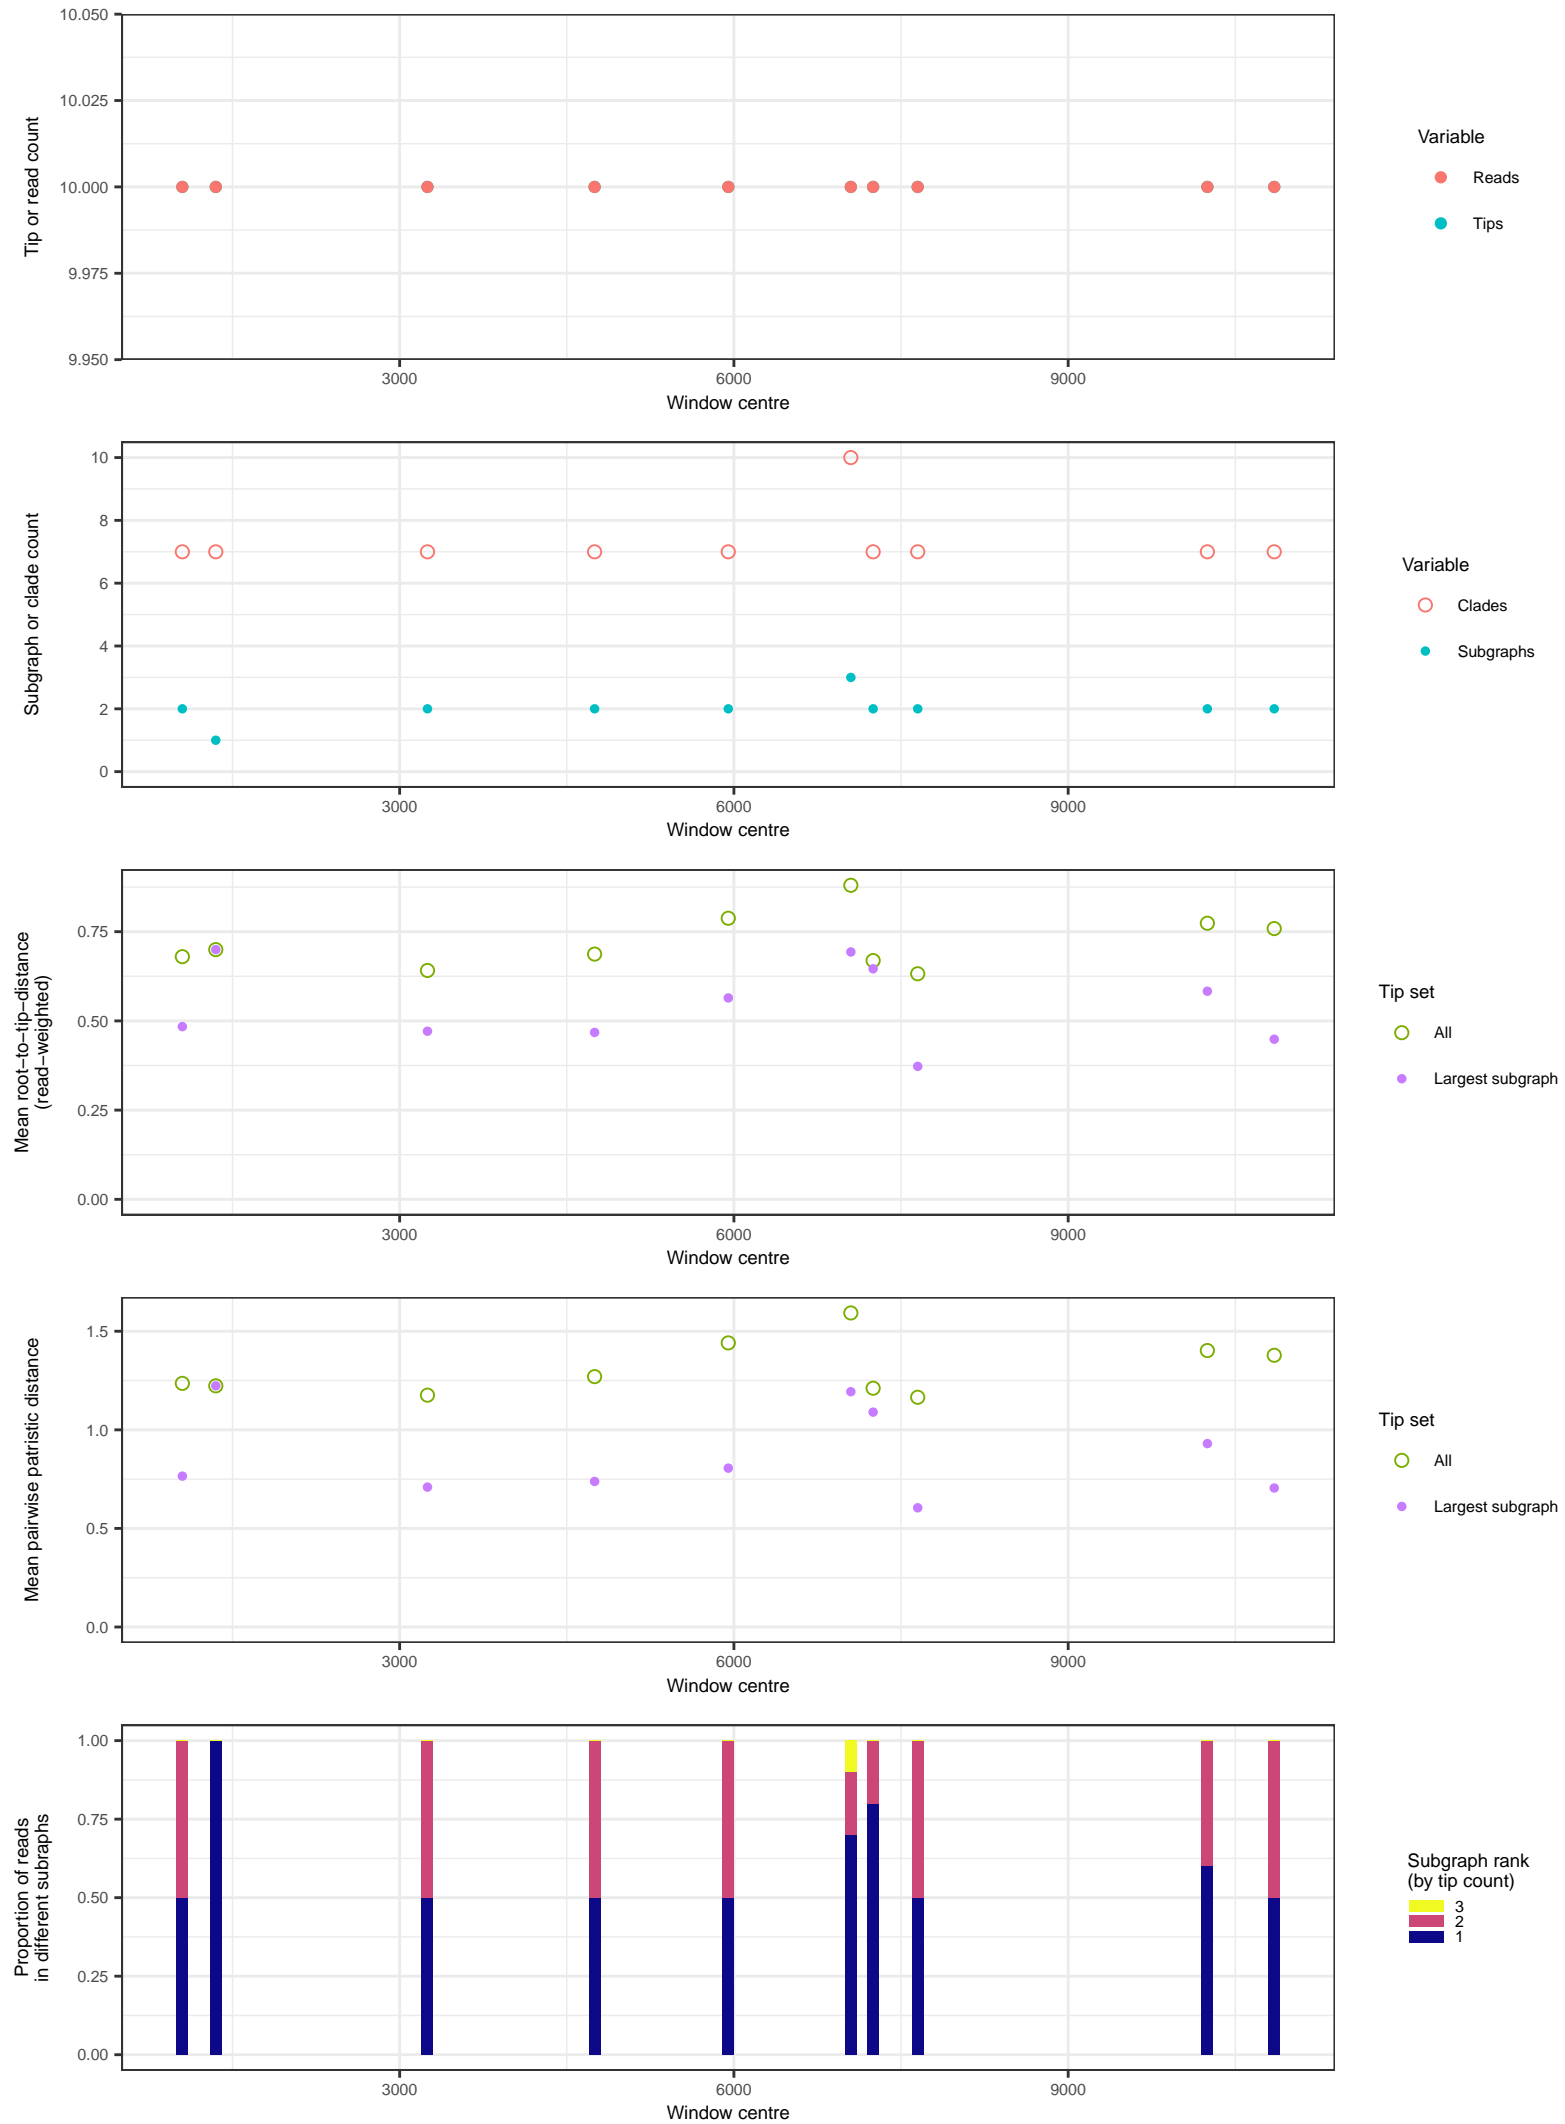 10.050
10.025
10.000
9.975
9.950
Tip or read count
3000
6000
9000
Window centre
Variable
Reads
Tips
10
8
6
4
2
0
Subgraph or clade count
3000
6000
9000
Window centre
Variable
Clades
Subgraphs
0.75
0.50
0.25
0.00
Mean root−to−tip−distance
(read−weighted)
3000
6000
9000
Window centre
Tip set
All
Largest subgraph
1.5
1.0
0.5
0.0
Mean pairwise patristic distance
3000
6000
9000
Window centre
Tip set
All
Largest subgraph
1.00
0.75
0.50
0.25
0.00
Proportion of reads
in different subraphs
3000
6000
9000
Window centre
Subgraph rank
(by tip count)
3
2
1